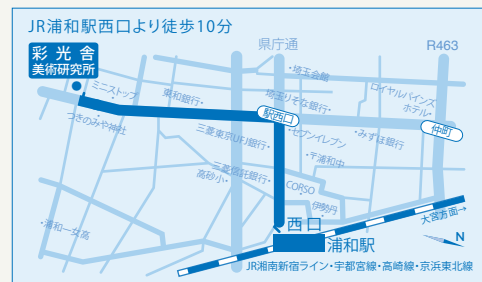 JR浦和駅西口より徒歩10分
県庁通
R463
彩光舎
美術研究所
ミニストップ
東和銀行・
・埼玉会館
埼玉りそな銀行・
ロイヤルパインズ
ホテル・
駅西口
仲町
つきのみや神社
三菱東京UFJ銀行・
・セブンイレブン
・みずほ銀行
・〒浦和中
三菱信託銀行・
高砂小・
CORSO・
伊勢丹
・浦和一女高
西口
浦和駅
大宮方面→
N
JR湘南新宿ライン・宇都宮線・高崎線・京浜東北線